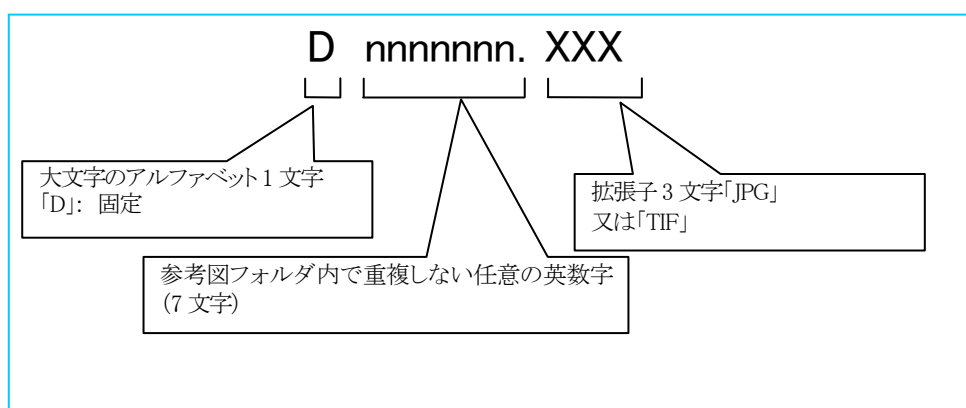 D nnnnnnn. XXX
大文字のアルファベット1文字
「D」: 固定
拡張子3文字「JPG」
又は「TIF」
参考図フォルダ内で重複しない任意の英数字
(7文字)